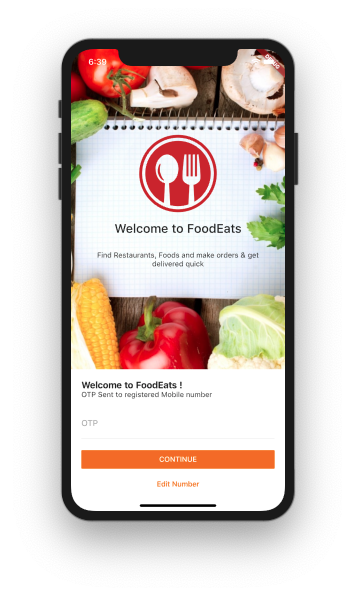 6:39
Welcome to FoodEats
Find Restaurants, Foods and make orders & get
delivered quick
Welcome to FoodEats !
OTP Sent to registered Mobile number
OTP
CONTINUE
Edit Number